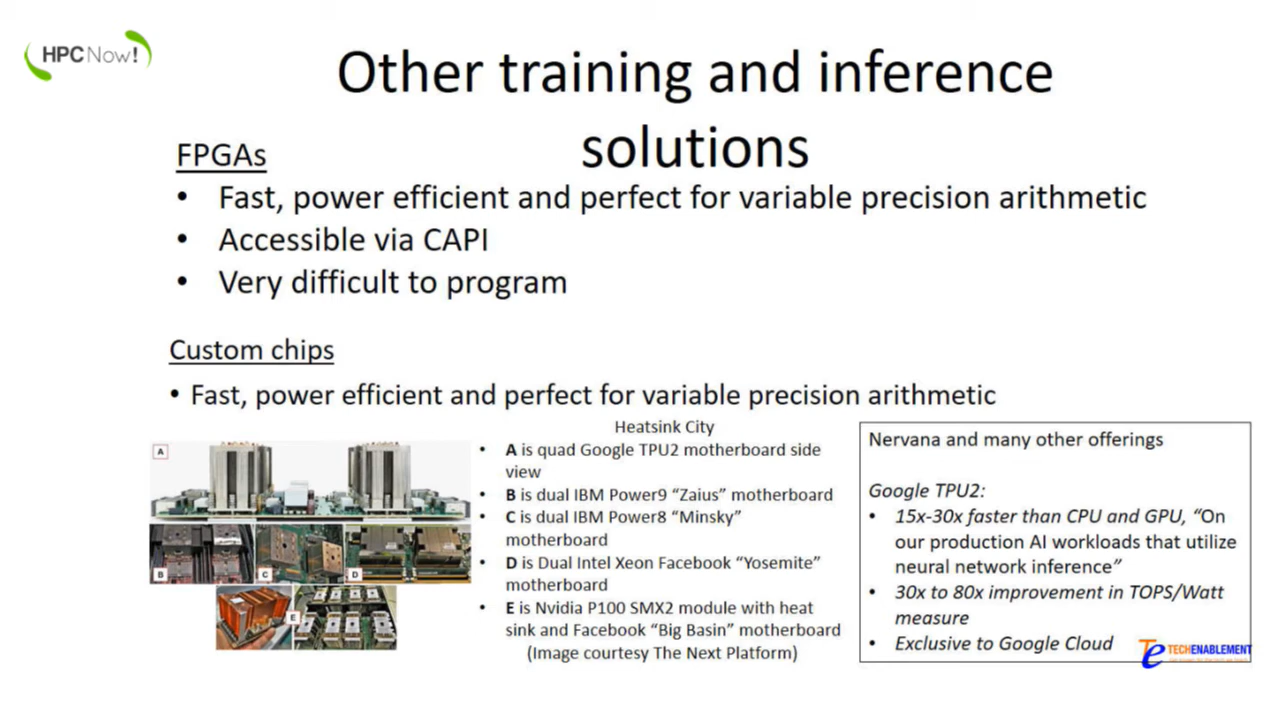 HPCNow!
Other training and inference
solutions
FPGAs
• Fast, power efficient and perfect for variable precision arithmetic
• Accessible via CAPI
• Very difficult to program
Custom chips
• Fast, power efficient and perfect for variable precision arithmetic
A
B
C
D
E
Heatsink City
• A is quad Google TPU2 motherboard side
view
• B is dual IBM Power9 “Zaius” motherboard
• C is dual IBM Power8 “Minsky”
motherboard
• D is Dual Intel Xeon Facebook “Yosemite”
motherboard
• E is Nvidia P100 SMX2 module with heat
sink and Facebook “Big Basin” motherboard
(Image courtesy The Next Platform)
Nervana and many other offerings
Google TPU2:
• 15x-30x faster than CPU and GPU, “On
our production AI workloads that utilize
neural network inference”
• 30x to 80x improvement in TOPS/Watt
measure
• Exclusive to Google Cloud
Te TECHENABLEMENT